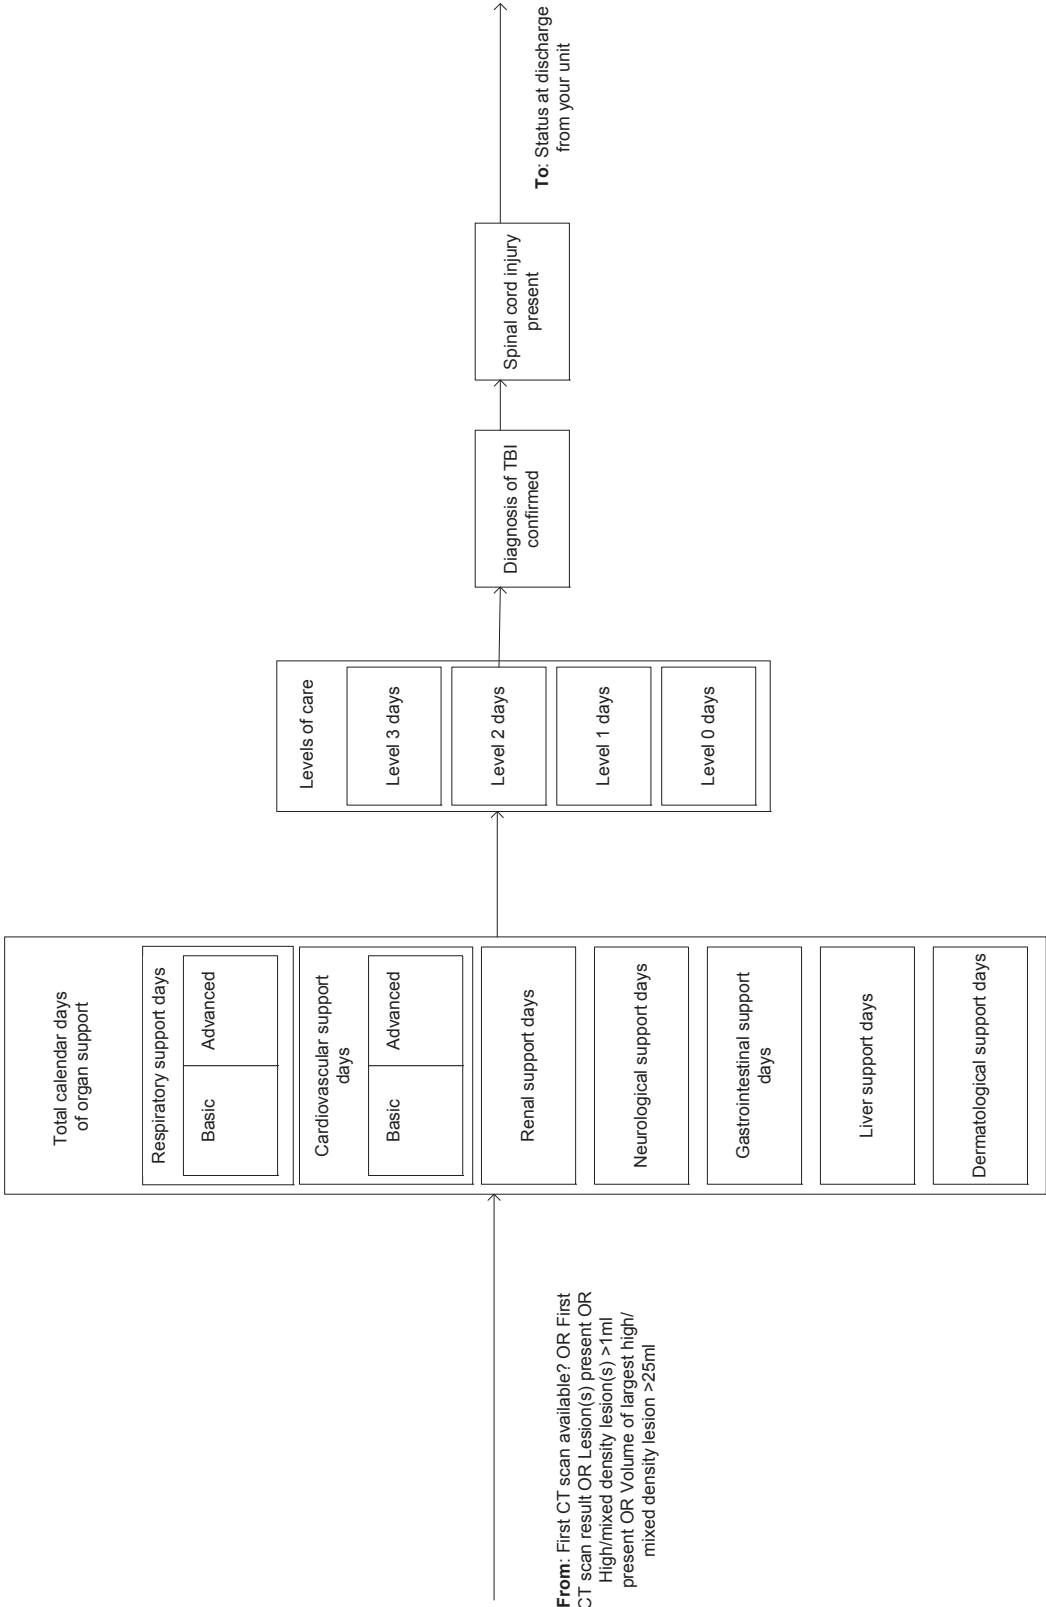 From: First CT scan available? OR First
CT scan result OR Lesion(s) present OR
High/mixed density lesion(s) >1ml
present OR Volume of largest high/
mixed density lesion >25ml
Total calendar days
of organ support
Respiratory support days
Basic
Advanced
Cardiovascular support
days
Basic
Advanced
Renal support days
Neurological support days
Gastrointestinal support
days
Liver support days
Dermatological support days
Levels of care
Level 3 days
Level 2 days
Level 1 days
Level 0 days
Diagnosis of TBI
confirmed
Spinal cord injury
present
To: Status at discharge
from your unit